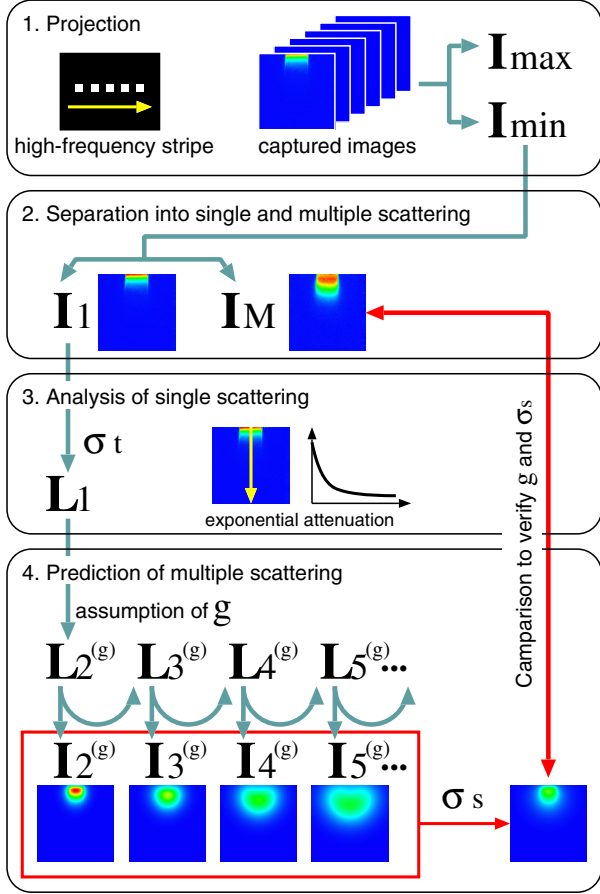 1. Projection
high-frequency stripe
captured images
Imax
Imin
2. Separation into single and multiple scattering
I1
IM
3. Analysis of single scattering
σ t
L1
exponential attenuation
4. Prediction of multiple scattering
assumption of g
L2(g) L3(g) L4(g) L5(g) ...
I2(g) I3(g) I4(g) I5(g) ...
σ s
Camparison to verify g and σs